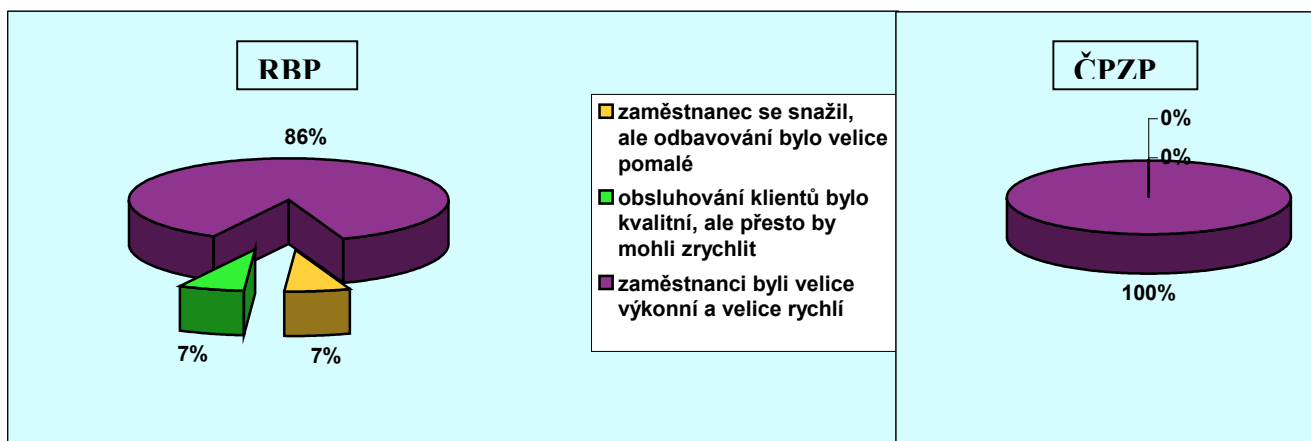 RBP
86%
7%
7%
zaměstnanec se snažil,
ale odbavování bylo velice
pomalé
obsluhování klientů bylo
kvalitní, ale přesto by
mohli zrychlit
zaměstnanci byli velice
výkonní a velice rychlí
ČPZP
0%
0%
100%